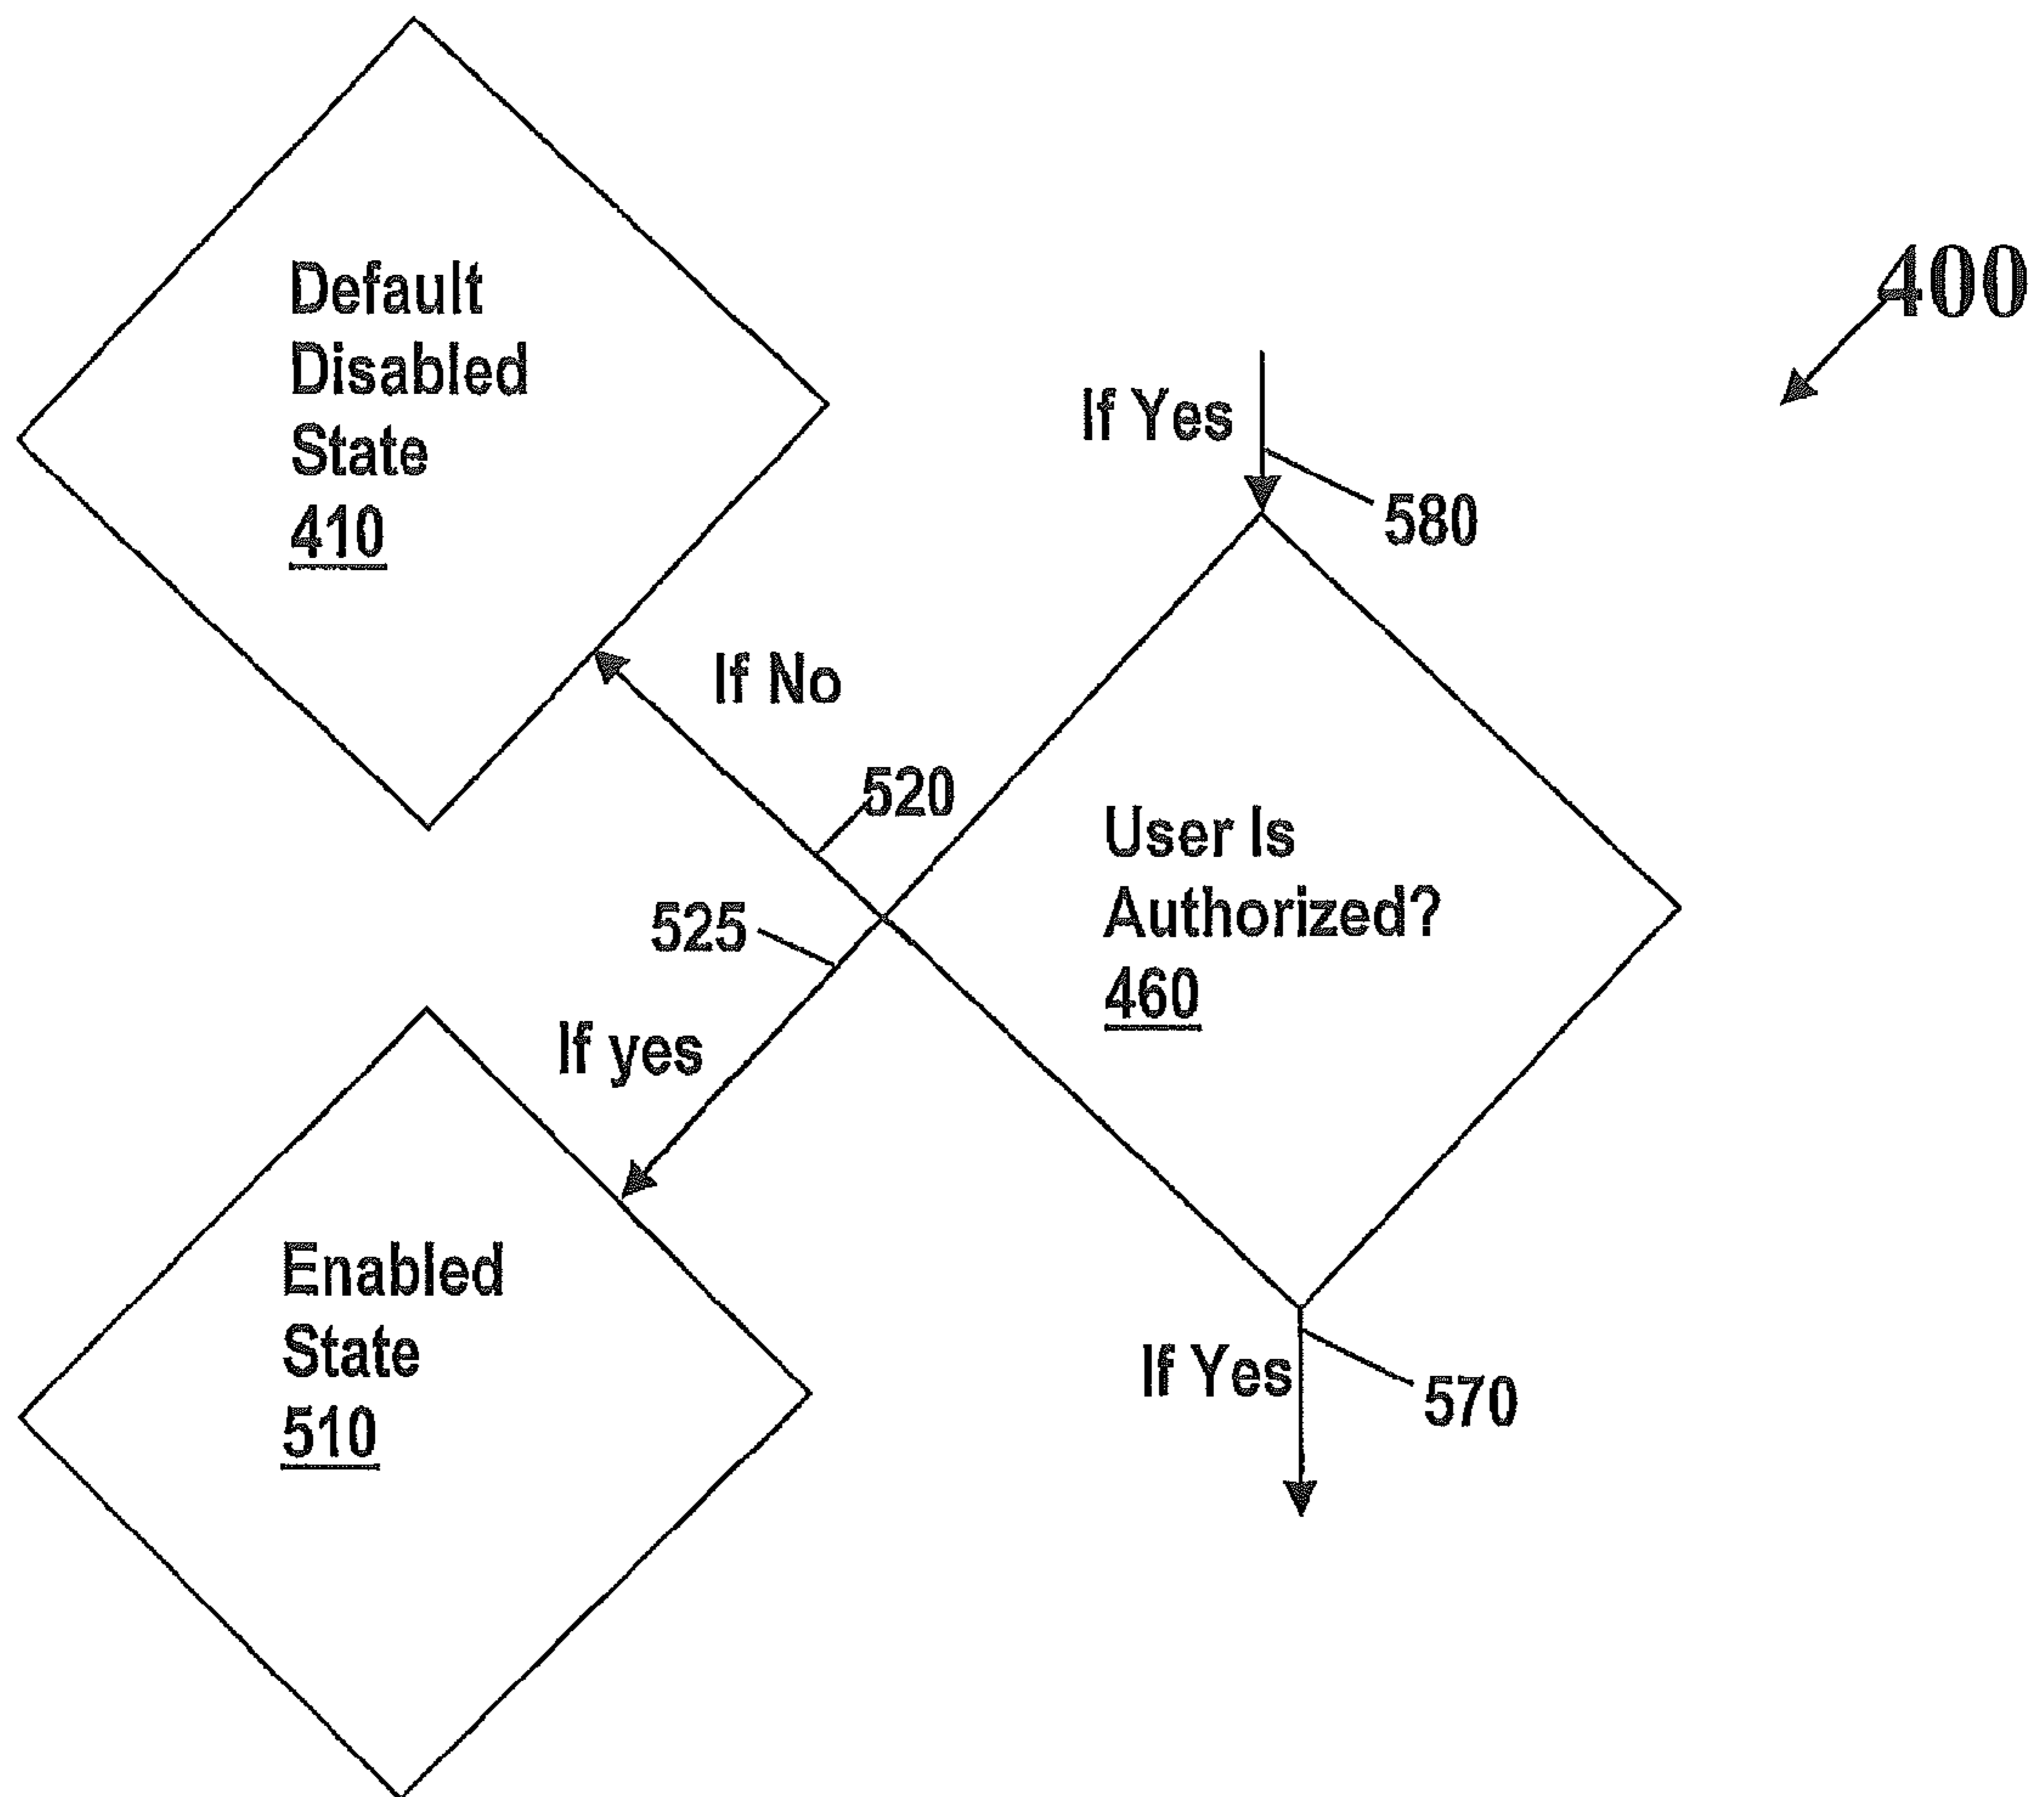 Default
Disabled
State
410
400
If Yes
580
If No
520
User Is
Authorized?
460
525
If yes
Enabled
State
510
If Yes
570